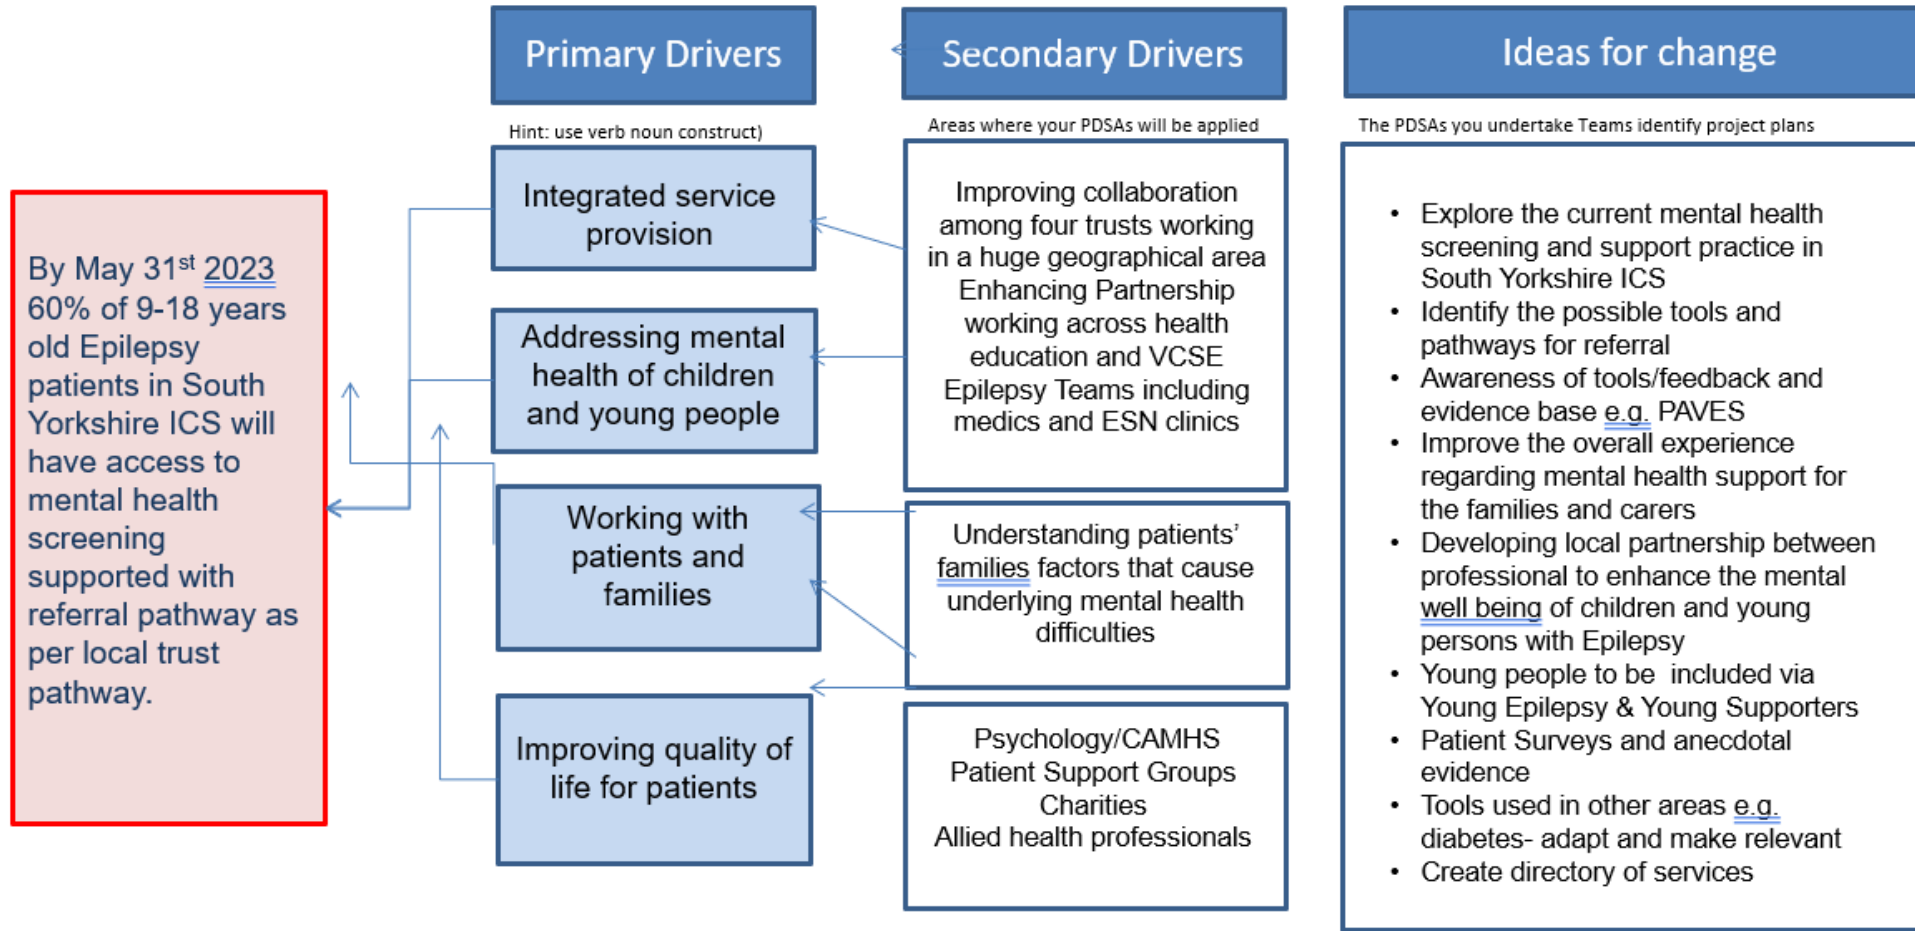 Primary Drivers
Secondary Drivers
Ideas for change
Hint: use verb noun construct)
Areas where your PDSAs will be applied
The PDSAs you undertake Teams identify project plans
By May 31st 2023
60% of 9-18 years
old Epilepsy
patients in South
Yorkshire ICS will
have access to
mental health
screening
supported with
referral pathway as
per local trust
pathway.
Integrated service
provision
Addressing mental
health of children
and young people
Working with
patients and
families
Improving quality of
life for patients
Improving collaboration
among four trusts working
in a huge geographical area
Enhancing Partnership
working across health
education and VCSE
Epilepsy Teams including
medics and ESN clinics
Understanding patients’
families factors that cause
underlying mental health
difficulties
Psychology/CAMHS
Patient Support Groups
Charities
Allied health professionals
• Explore the current mental health
screening and support practice in
South Yorkshire ICS
• Identify the possible tools and
pathways for referral
• Awareness of tools/feedback and
evidence base e.g. PAVES
• Improve the overall experience
regarding mental health support for
the families and carers
• Developing local partnership between
professional to enhance the mental
well being of children and young
persons with Epilepsy
• Young people to be included via
Young Epilepsy & Young Supporters
• Patient Surveys and anecdotal
evidence
• Tools used in other areas e.g.
diabetes- adapt and make relevant
• Create directory of services